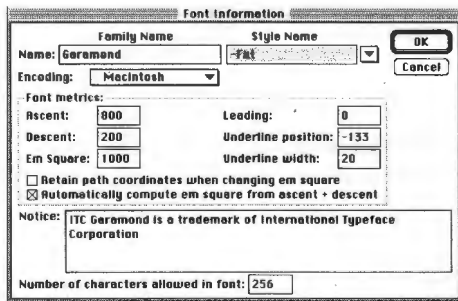 Font Information
Family Name Style Name
Name: Garamond -Fat OK
Encoding: Macintosh Cancel
Font metrics:
Ascent: 800 Leading: 0
Descent: 200 Underline position: -133
Em Square: 1000 Underline width: 20
Retain path coordinates when changing em square
Automatically compute em square from ascent + descent
Notice: ITC Garamond is a trademark of International Typeface
Corporation
Number of characters allowed in font: 256